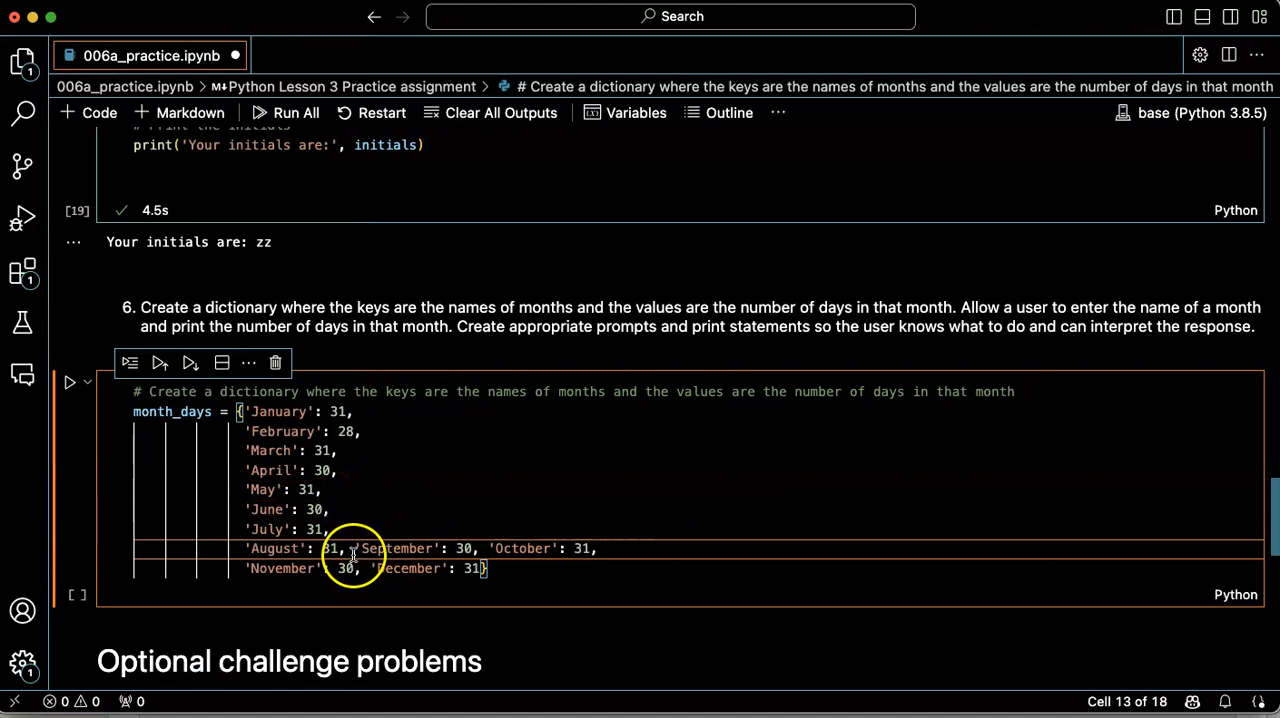 Search
006a_practice.ipynb
006a_practice.ipynb > M↓Python Lesson 3 Practice assignment > # Create a dictionary where the keys are the names of months and the values are the number of days in that month
+ Code + Markdown Run All Restart Clear All Outputs Variables Outline ... base (Python 3.8.5)
# Print the initials
print('Your initials are:', initials)
[19] ✓ 4.5s Python
... Your initials are: zz
6. Create a dictionary where the keys are the names of months and the values are the number of days in that month. Allow a user to enter the name of a month
and print the number of days in that month. Create appropriate prompts and print statements so the user knows what to do and can interpret the response.
# Create a dictionary where the keys are the names of months and the values are the number of days in that month
month_days = {'January': 31,
'February': 28,
'March': 31,
'April': 30,
'May': 31,
'June': 30,
'July': 31,
'August': 31, 'September': 30, 'October': 31,
'November': 30, 'December': 31}
[ ] Python
Optional challenge problems
0 0 0 Cell 13 of 18